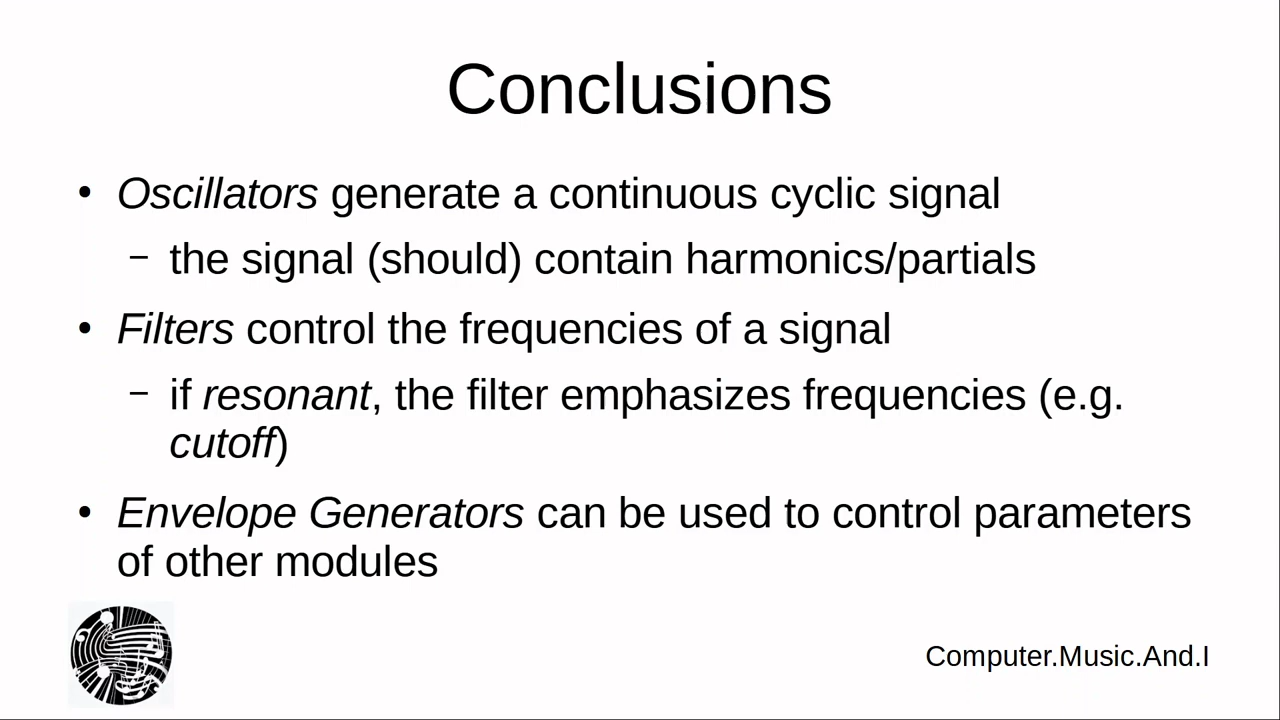 Conclusions
• Oscillators generate a continuous cyclic signal
– the signal (should) contain harmonics/partials
• Filters control the frequencies of a signal
– if resonant, the filter emphasizes frequencies (e.g.
cutoff)
• Envelope Generators can be used to control parameters
of other modules
Computer.Music.And.I